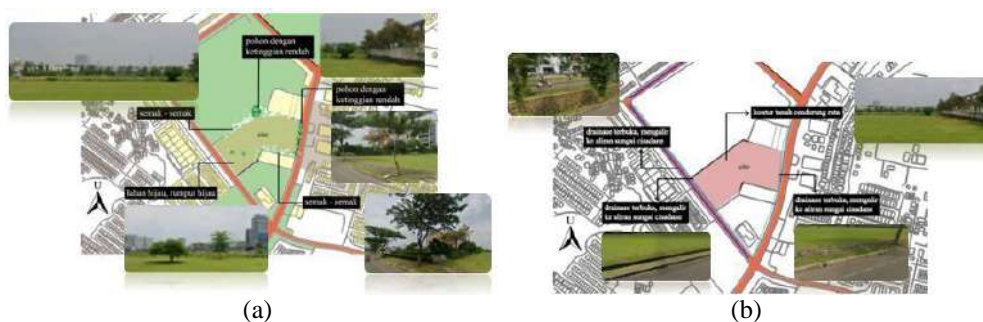 pohon dengan
ketinggian rendah
pohon dengan
ketinggian rendah
semak - semak
site
lahan hijau, rumput hijau
semak - semak
U
(a)
kontur tanah cenderung rata
drainase terbuka, mengalir
ke aliran sungai cisadane
site
drainase terbuka, mengalir
ke aliran sungai cisadane
drainase terbuka, mengalir
ke aliran sungai cisadane
U
(b)